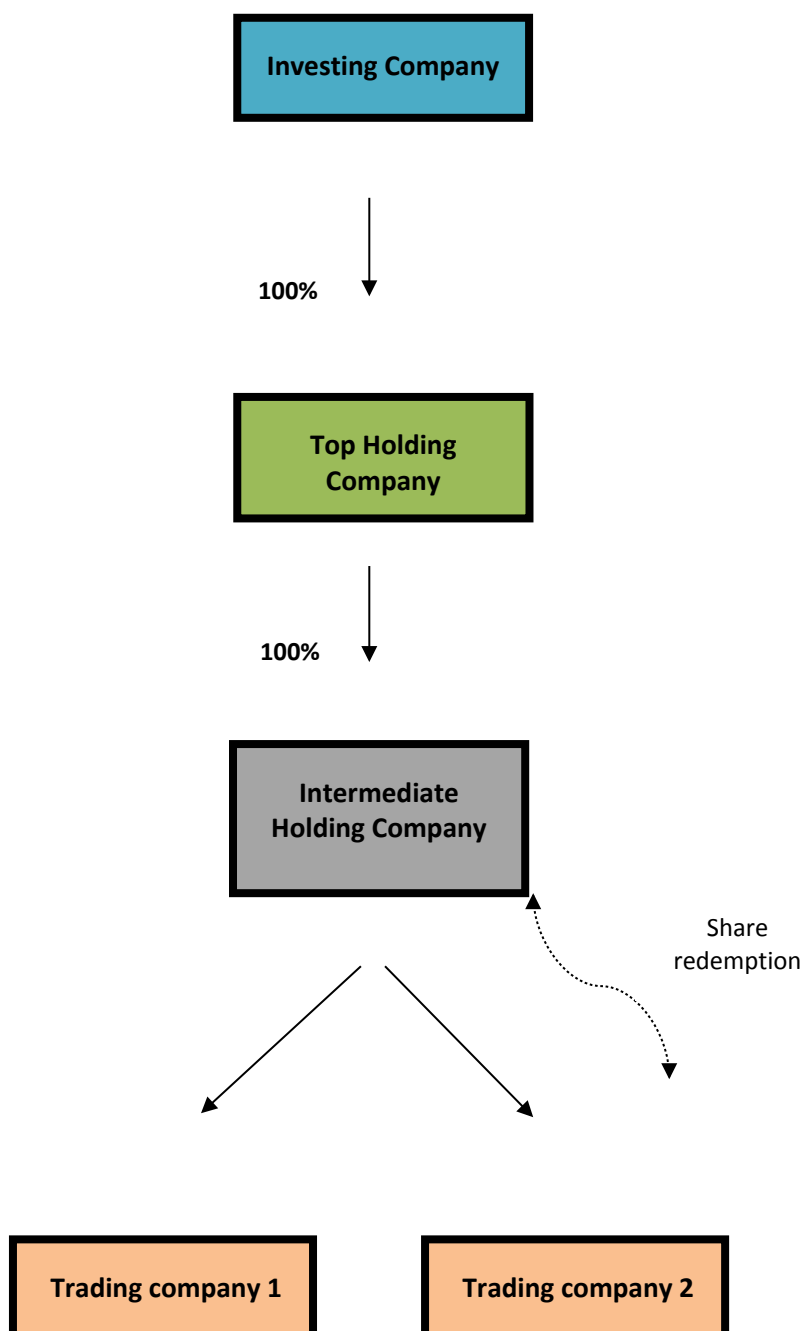 Investing Company
100%
Top Holding
Company
100%
Intermediate
Holding Company
Share
redemption
Trading company 1
Trading company 2